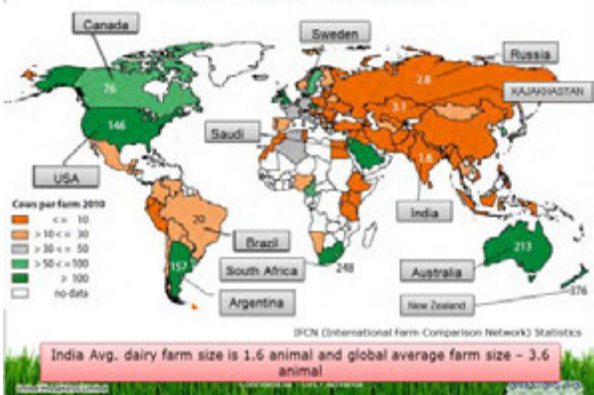 Canada
Sweden
Russia
2.8
76
KAJAKHASTAN
3.1
146
Saudi
1.6
USA
Cows per farm 2010
<= 10
>10 <= 30
>30 <= 50
>50 <=100
> 100
no data
India
20
Brazil
213
South Africa
248
Australia
157
Argentina
New Zealand
376
IFCN (International Farm Comparison Network) Statistics
India Avg. dairy farm size is 1.6 animal and global average farm size – 3.6
animal